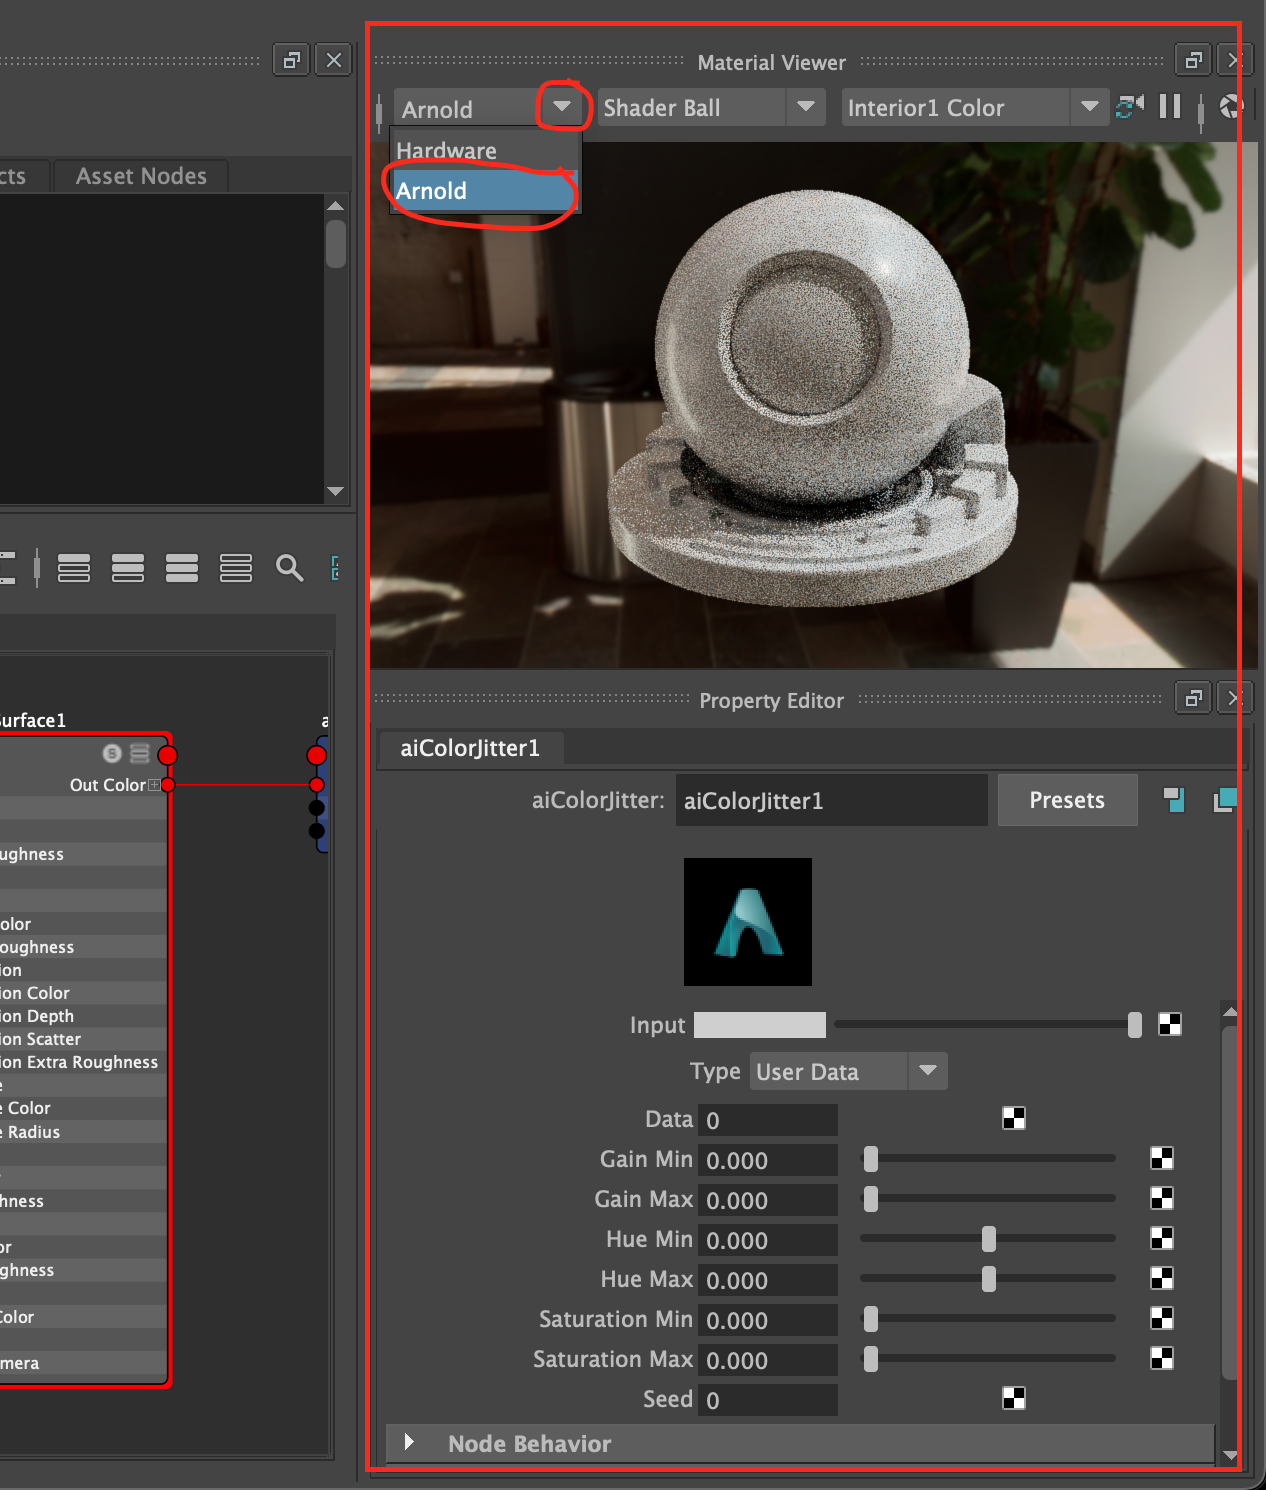 Material Viewer
Arnold
Shader Ball
Interior1 Color
Hardware
Arnold
cts
Asset Nodes
Surface1
a
S
Out Color
ughness
olor
oughness
ion
ion Color
ion Depth
ion Scatter
ion Extra Roughness
e
e Color
e Radius
hness
or
ghness
Color
mera
Property Editor
aiColorJitter1
aiColorJitter:
aiColorJitter1
Presets
Input
Type
User Data
Data
0
Gain Min
0.000
Gain Max
0.000
Hue Min
0.000
Hue Max
0.000
Saturation Min
0.000
Saturation Max
0.000
Seed
0
Node Behavior